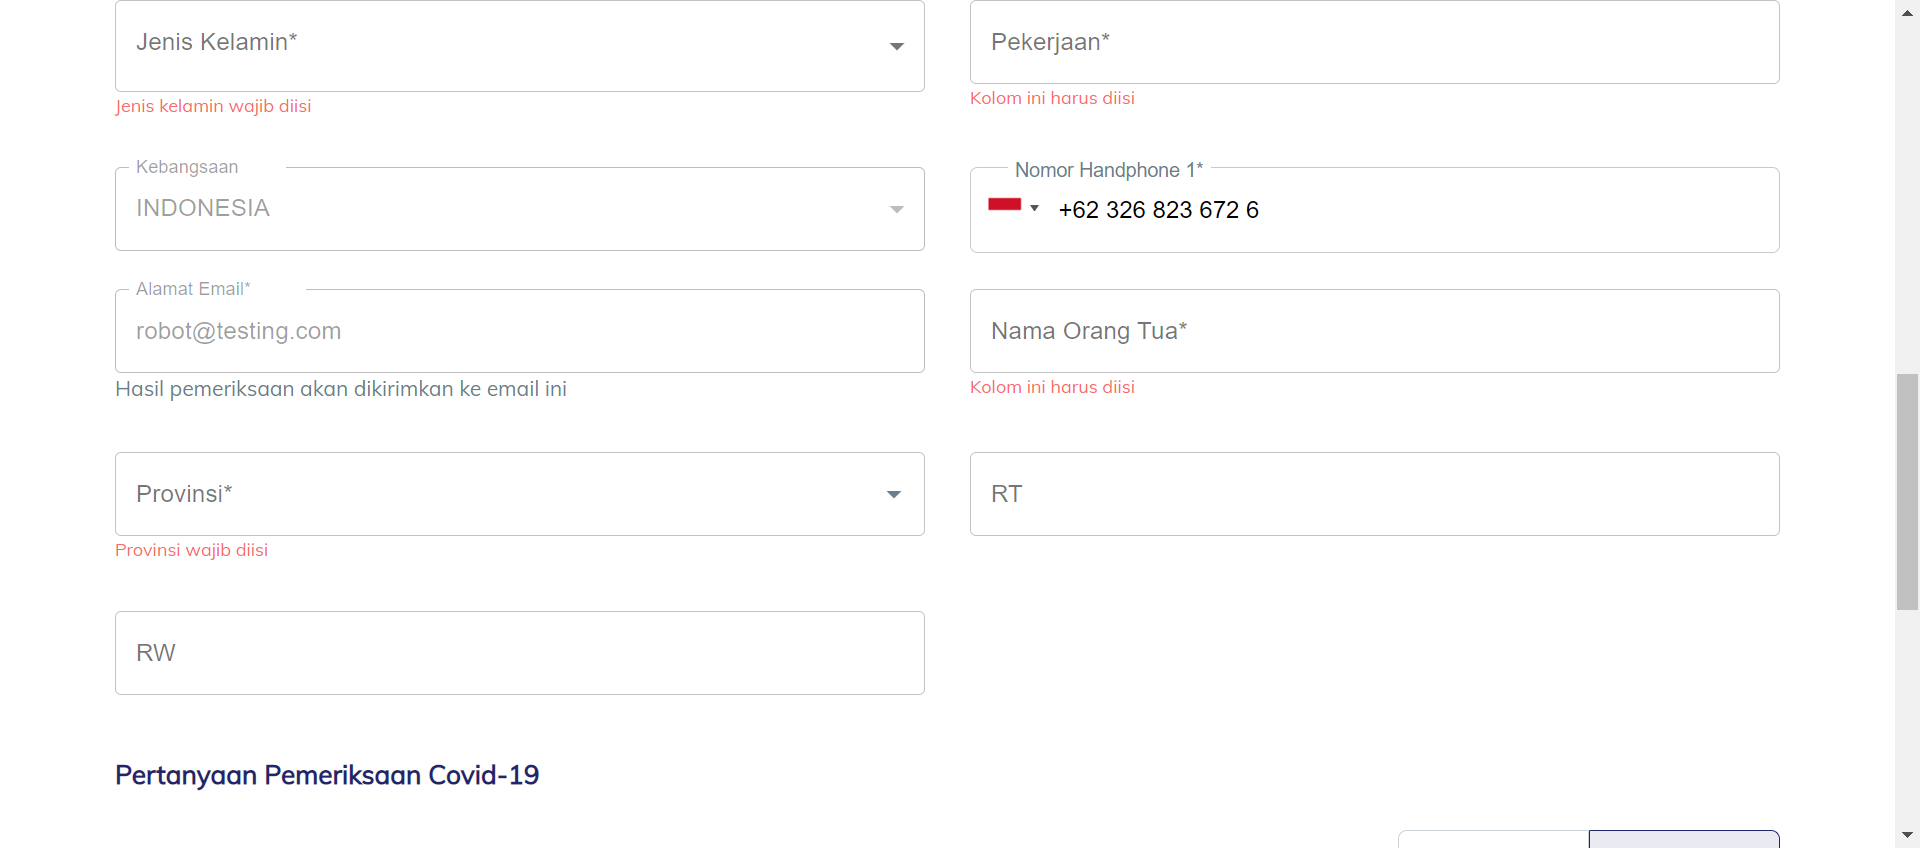 Jenis Kelamin*
Jenis kelamin wajib diisi
Pekerjaan*
Kolom ini harus diisi
Kebangsaan
INDONESIA
Nomor Handphone 1*
+62 326 823 672 6
Alamat Email*
robot@testing.com
Hasil pemeriksaan akan dikirimkan ke email ini
Nama Orang Tua*
Kolom ini harus diisi
Provinsi*
Provinsi wajib diisi
RT
RW
Pertanyaan Pemeriksaan Covid-19